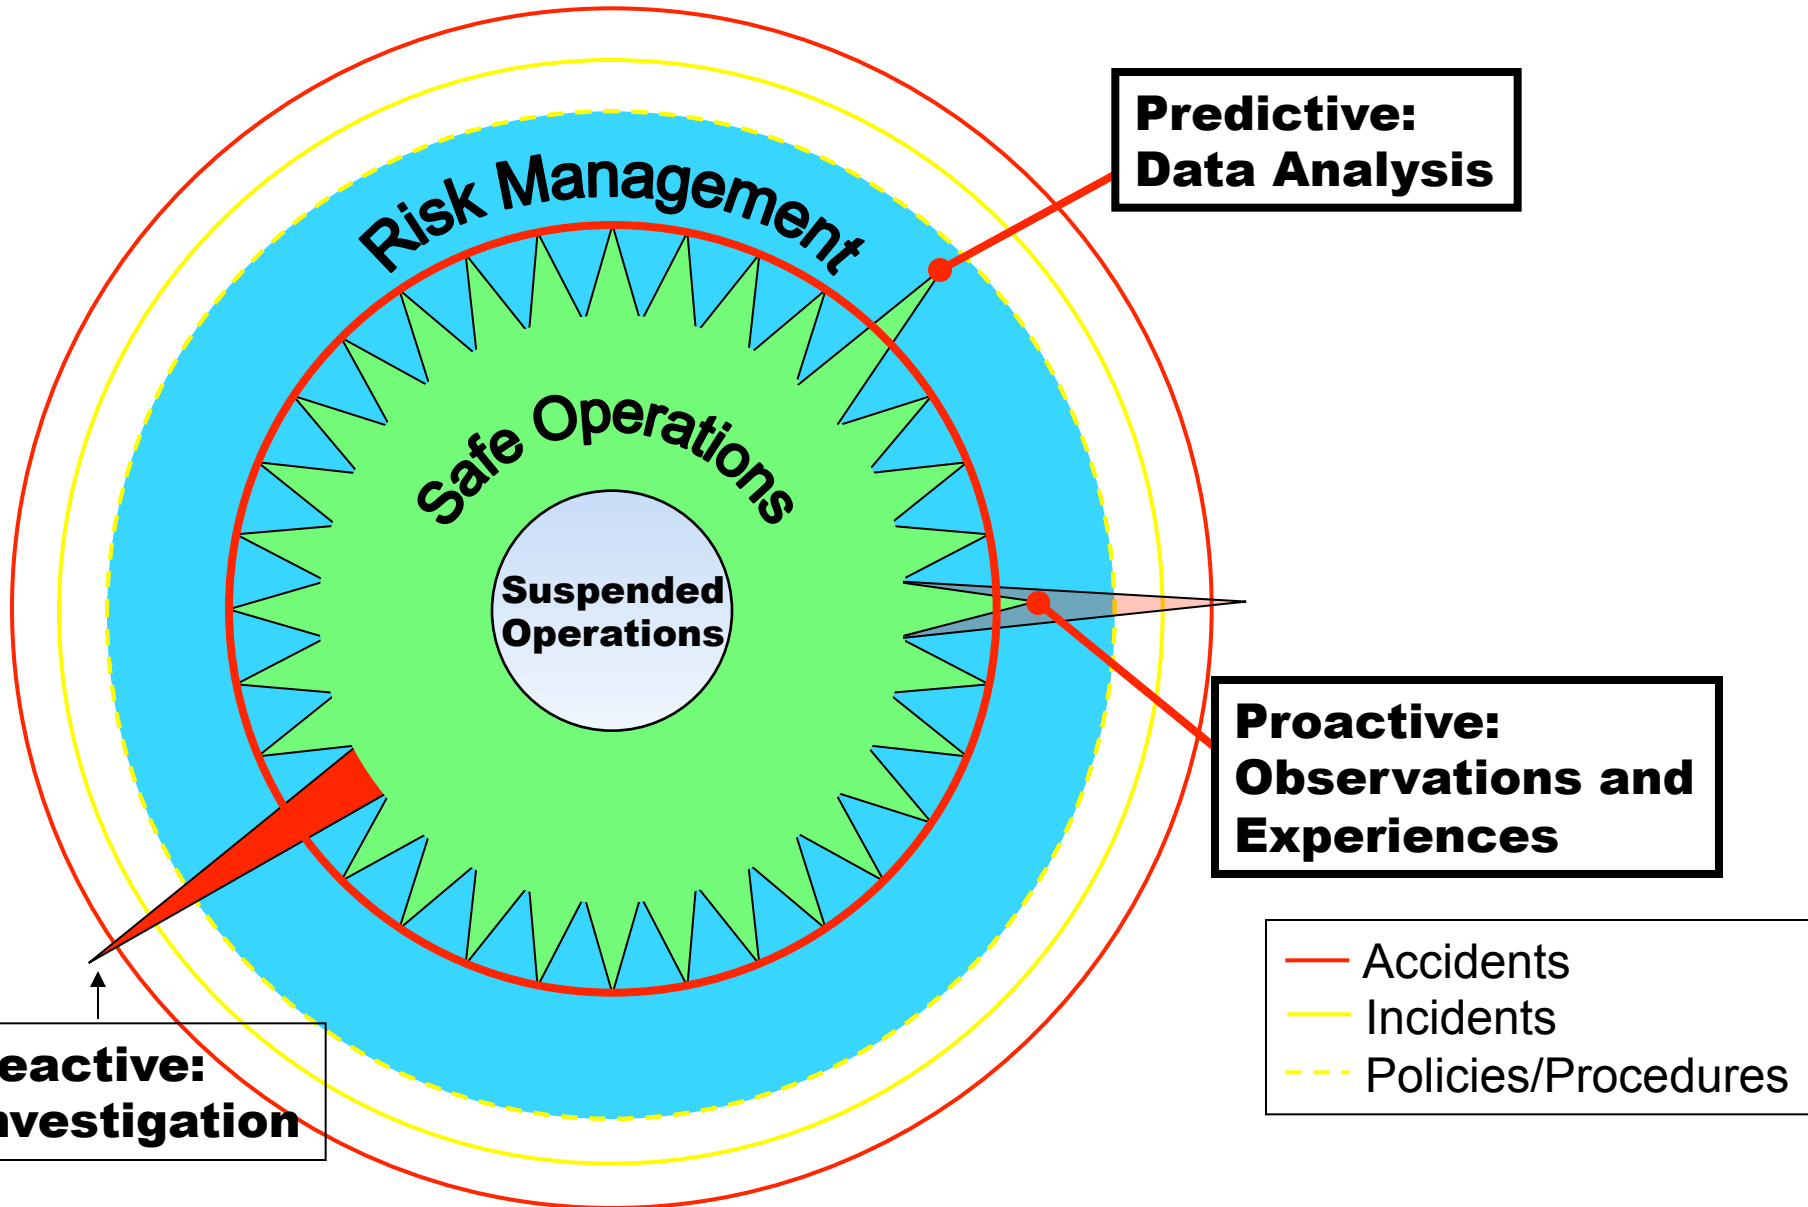 Predictive:
Data Analysis
Risk Management
Safe Operations
Suspended
Operations
Proactive:
Observations and
Experiences
Accidents
Incidents
Policies/Procedures
eactive:
nvestigation